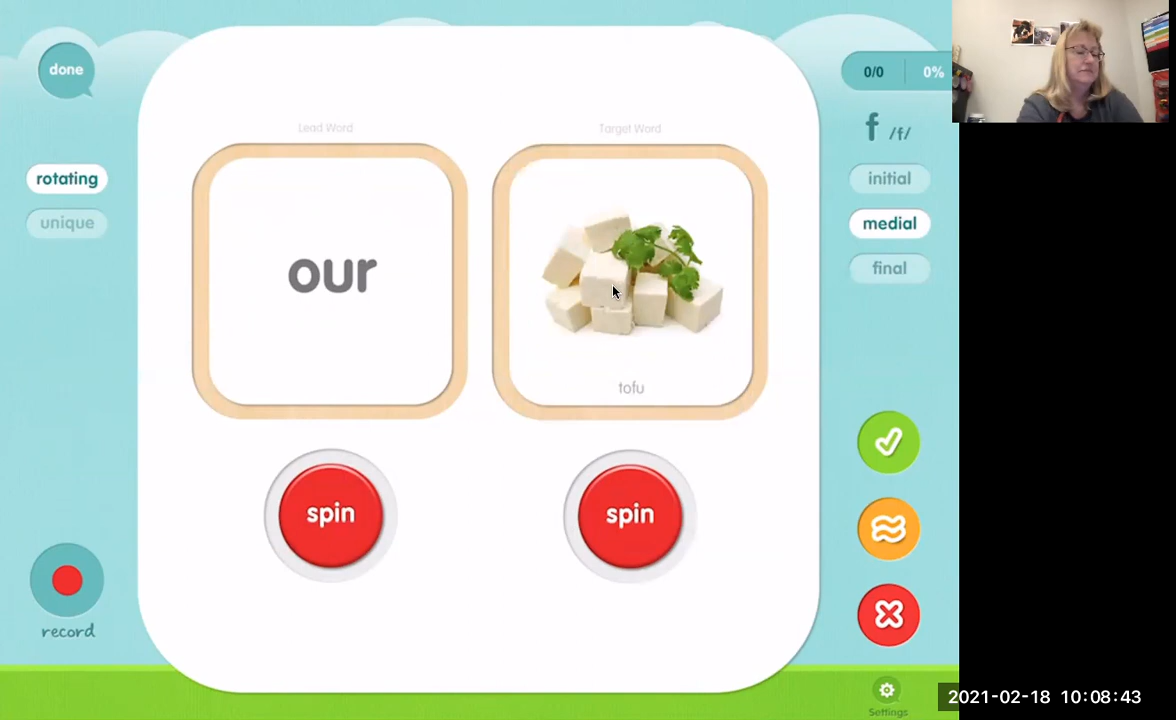 done
0/0 0%
f /f/
Lead Word Target Word
rotating
initial
unique
medial
final
our
tofu
spin spin
record
Settings
2021-02-18 10:08:43